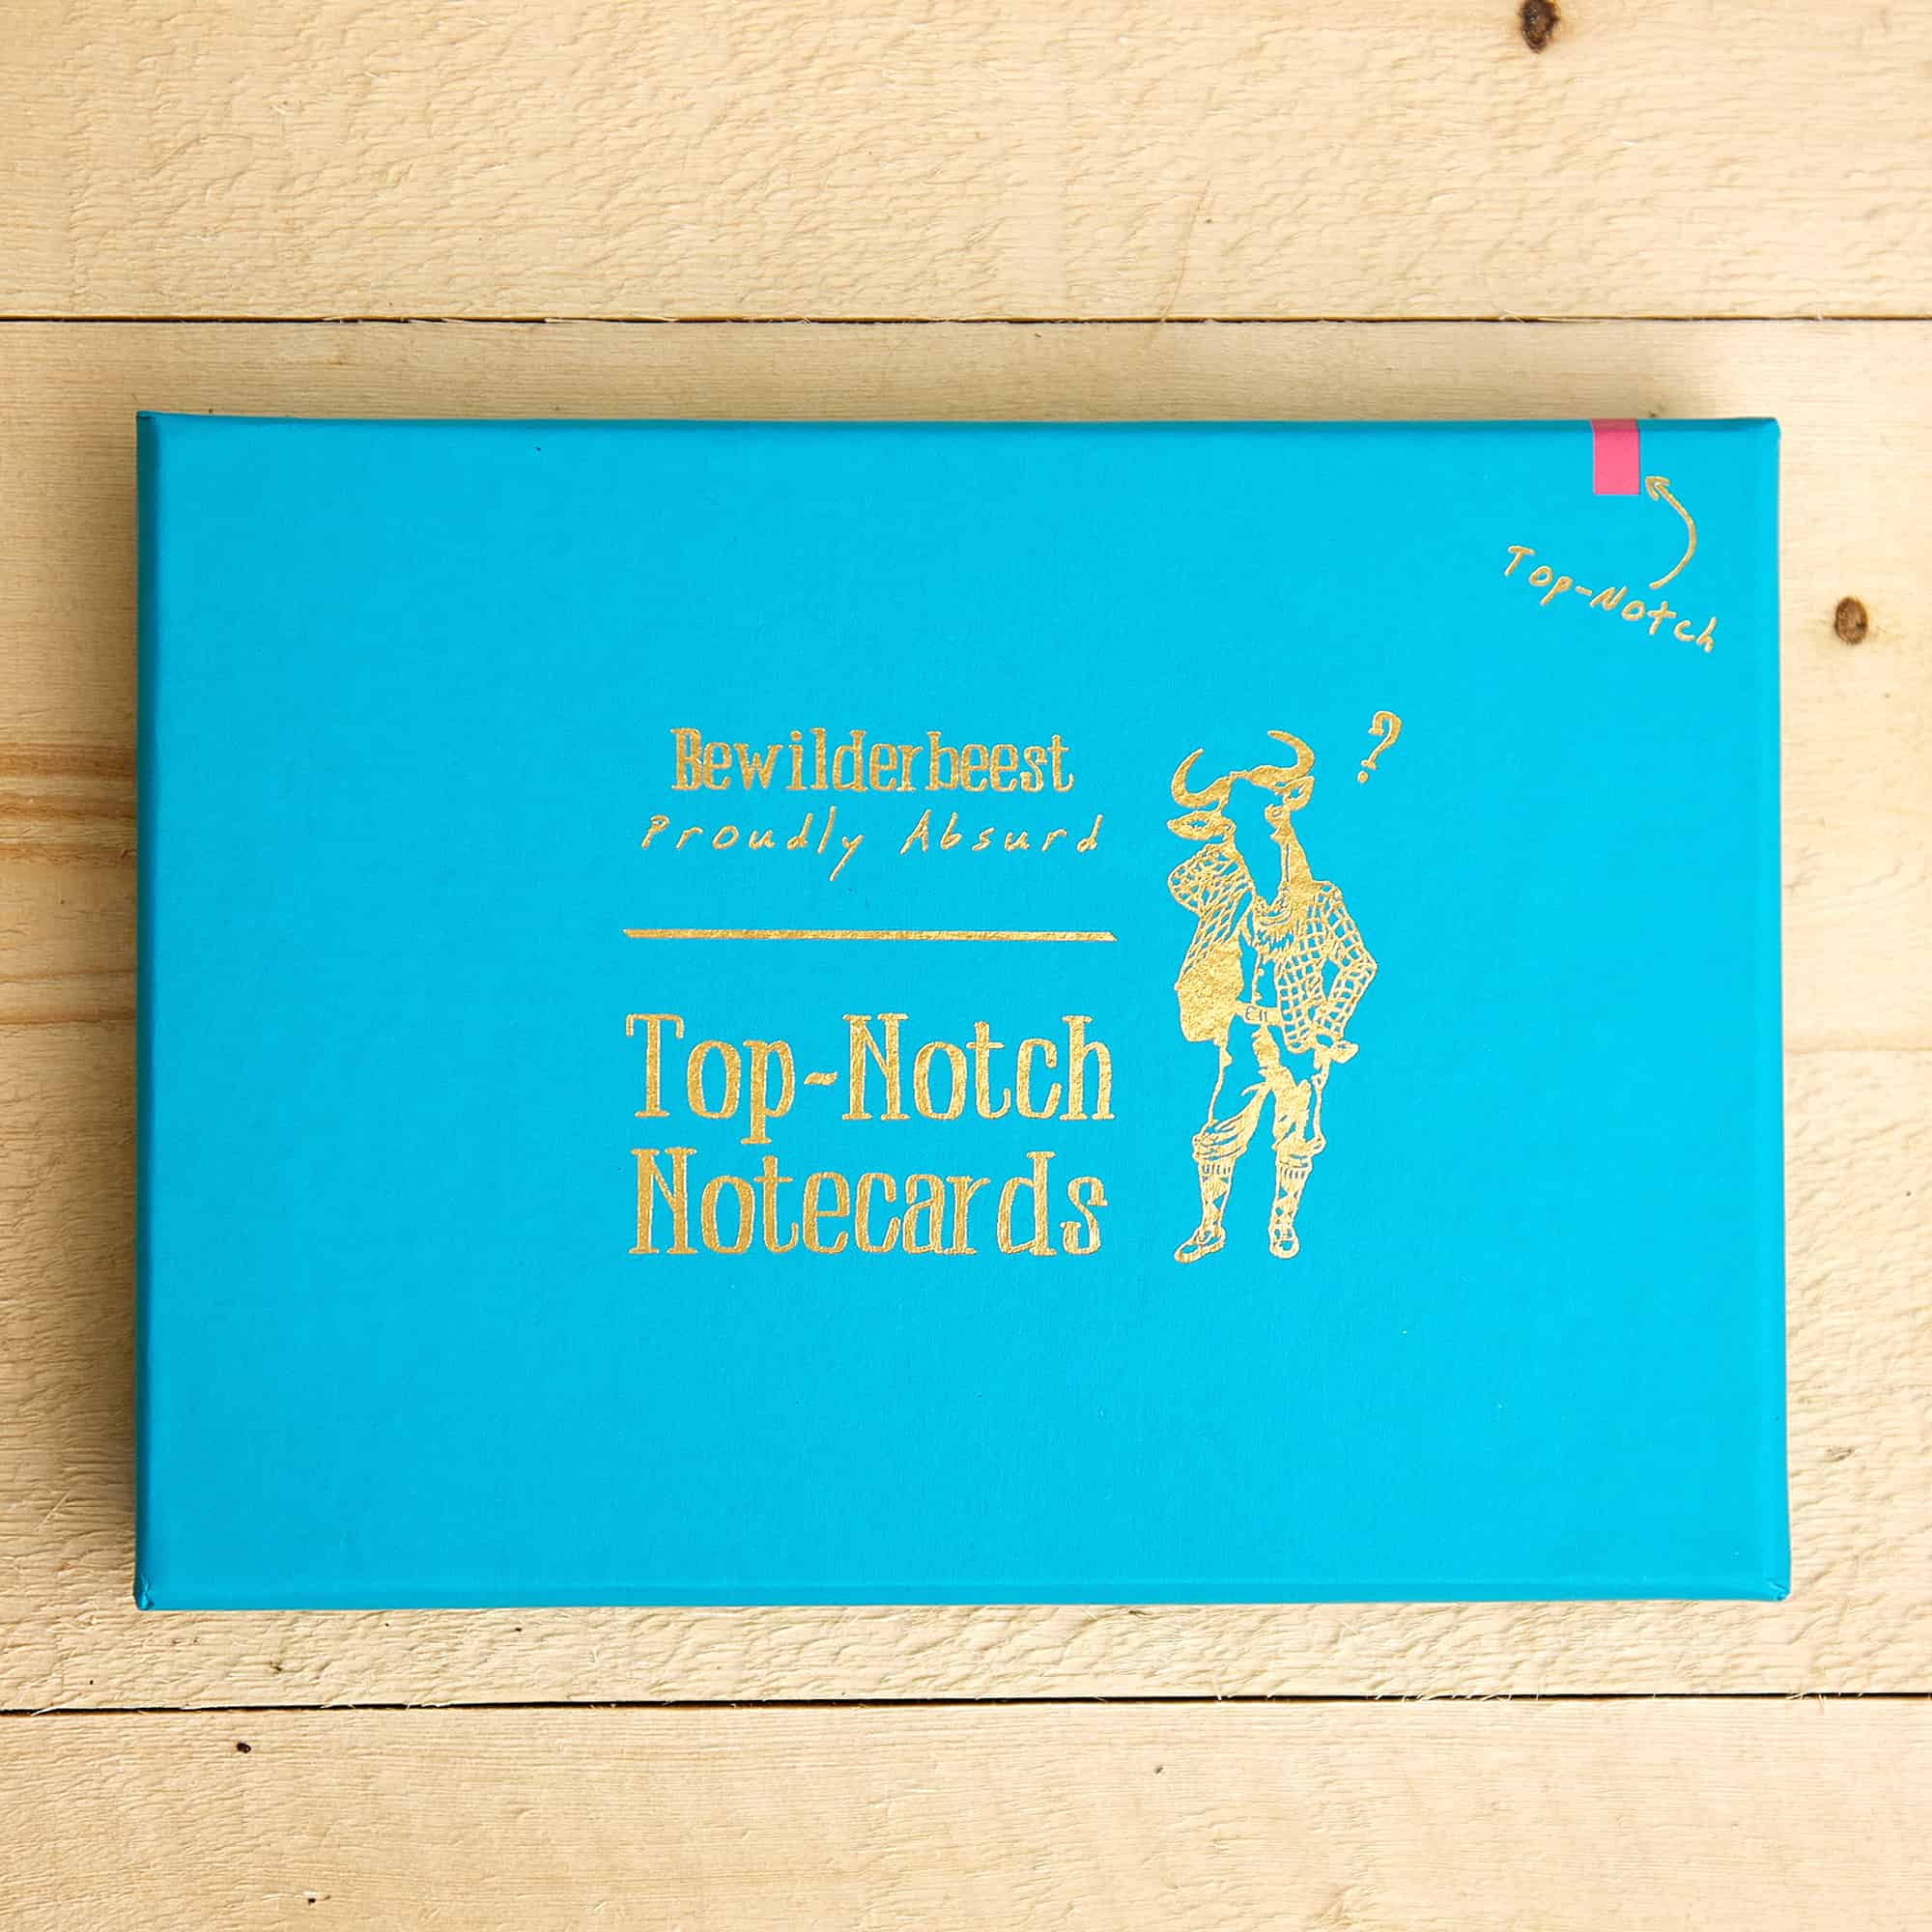 Top-Notch
Bewilderbeest
Proudly Absurd
?
Top-Notch
Notecards